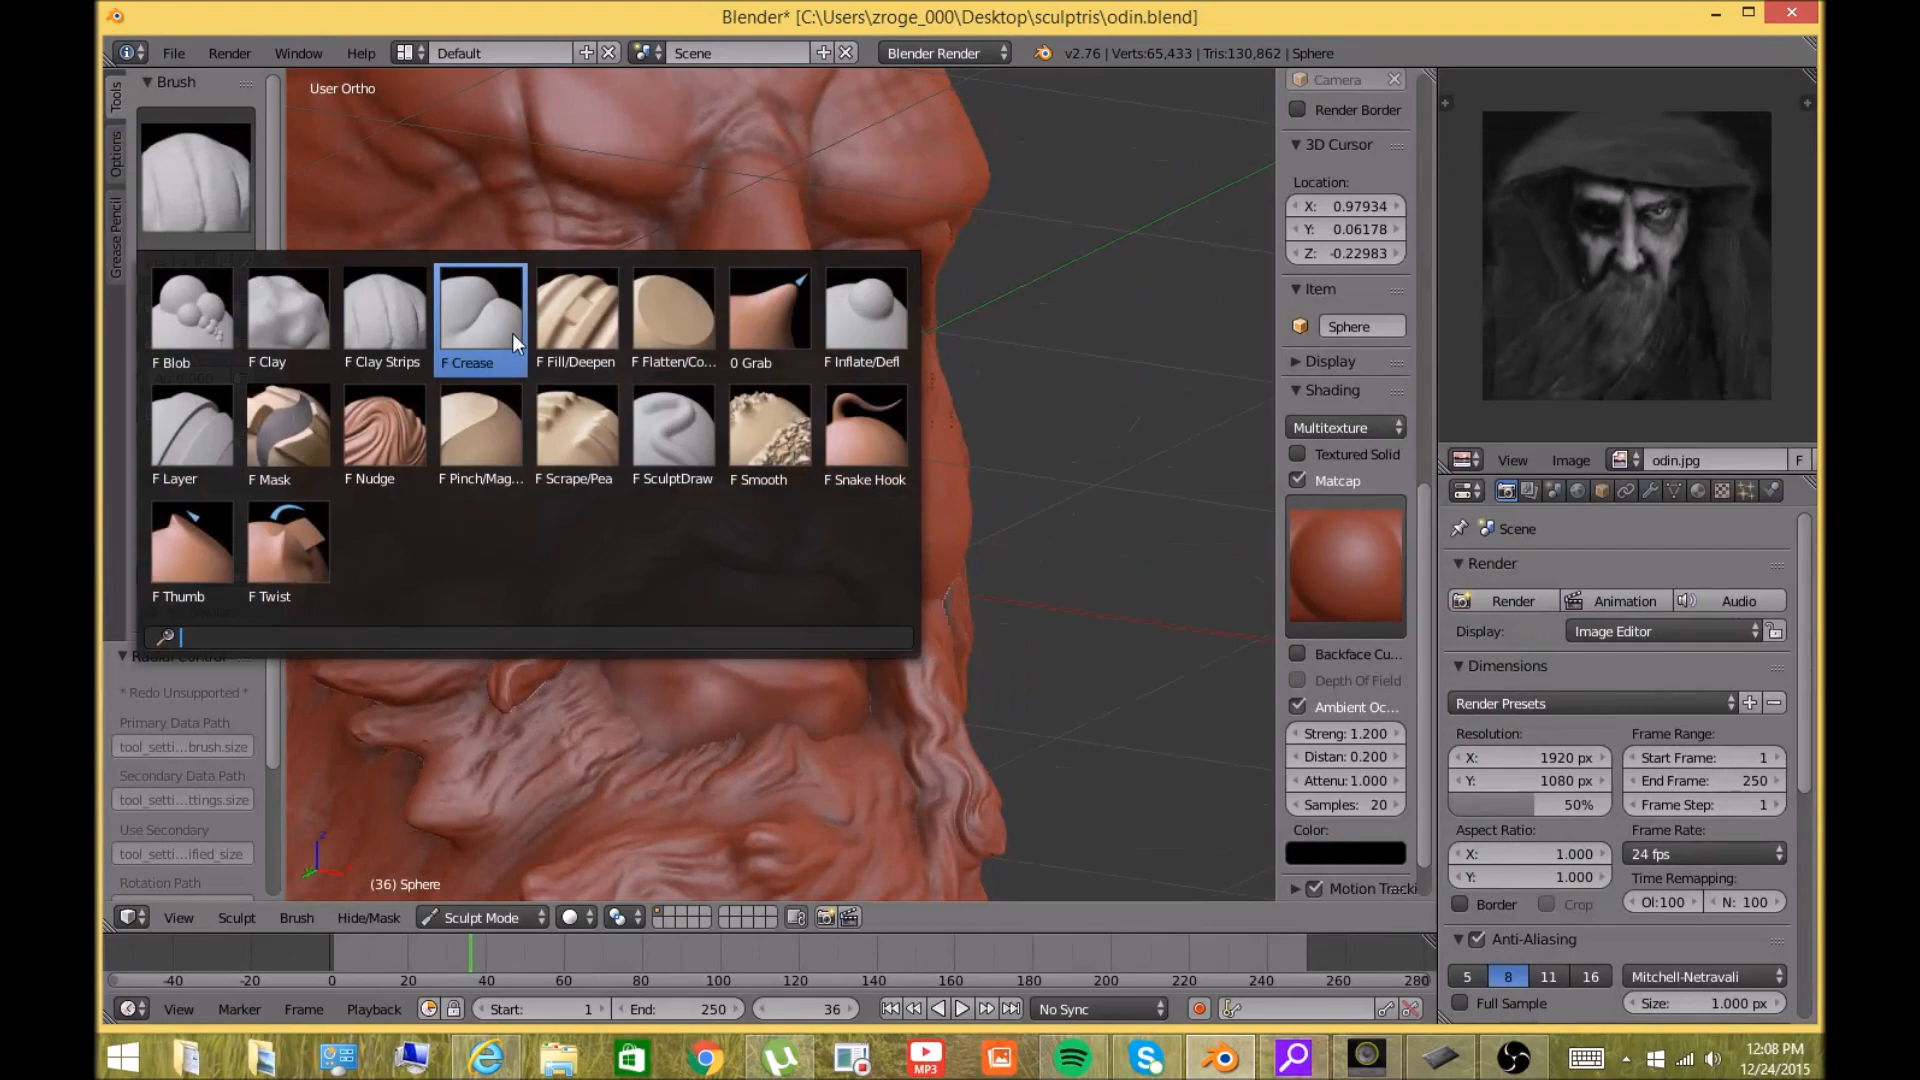 Blender* [C:\Users\zroge_000\Desktop\sculptris\odin.blend]
File Render Window Help Default Scene Blender Render v2.76 | Verts:65,433 | Tris:130,862 | Sphere
Tools
Options
Grease Pencil
Brush
User Ortho
F Blob F Clay F Clay Strips F Crease F Fill/Deepen F Flatten/Co... 0 Grab F Inflate/Defl
F Layer F Mask F Nudge F Pinch/Mag... F Scrape/Pea F SculptDraw F Smooth F Snake Hook
F Thumb F Twist
Radial Control
* Redo Unsupported *
Primary Data Path
tool_setti...brush.size
Secondary Data Path
tool_setti...ttings.size
Use Secondary
tool_setti...ified_size
Rotation Path
(36) Sphere
Camera
Render Border
3D Cursor
Location:
X: 0.97934
Y: 0.06178
Z: -0.22983
Item
Sphere
Display
Shading
Multitexture
Textured Solid
Matcap
Backface Cu...
Depth Of Field
Ambient Oc...
Streng: 1.200
Distan: 0.200
Attenu: 1.000
Samples: 20
Color:
Motion Tracki
View Image odin.jpg F
Scene
Render
Render Animation Audio
Display: Image Editor
Dimensions
Render Presets
Resolution: Frame Range:
X: 1920 px Start Frame: 1
Y: 1080 px End Frame: 250
50% Frame Step: 1
Aspect Ratio: Frame Rate:
X: 1.000 24 fps
Y: 1.000 Time Remapping:
Border Crop Ol:100 N: 100
Anti-Aliasing
5 8 11 16 Mitchell-Netravali
Full Sample Size: 1.000 px
View Sculpt Brush Hide/Mask Sculpt Mode
-40 -20 0 20 40 60 80 100 120 140 160 180 200 220 240 260 280
View Marker Frame Playback Start: 1 End: 250 36 No Sync
MP3
12:08 PM
12/24/2015